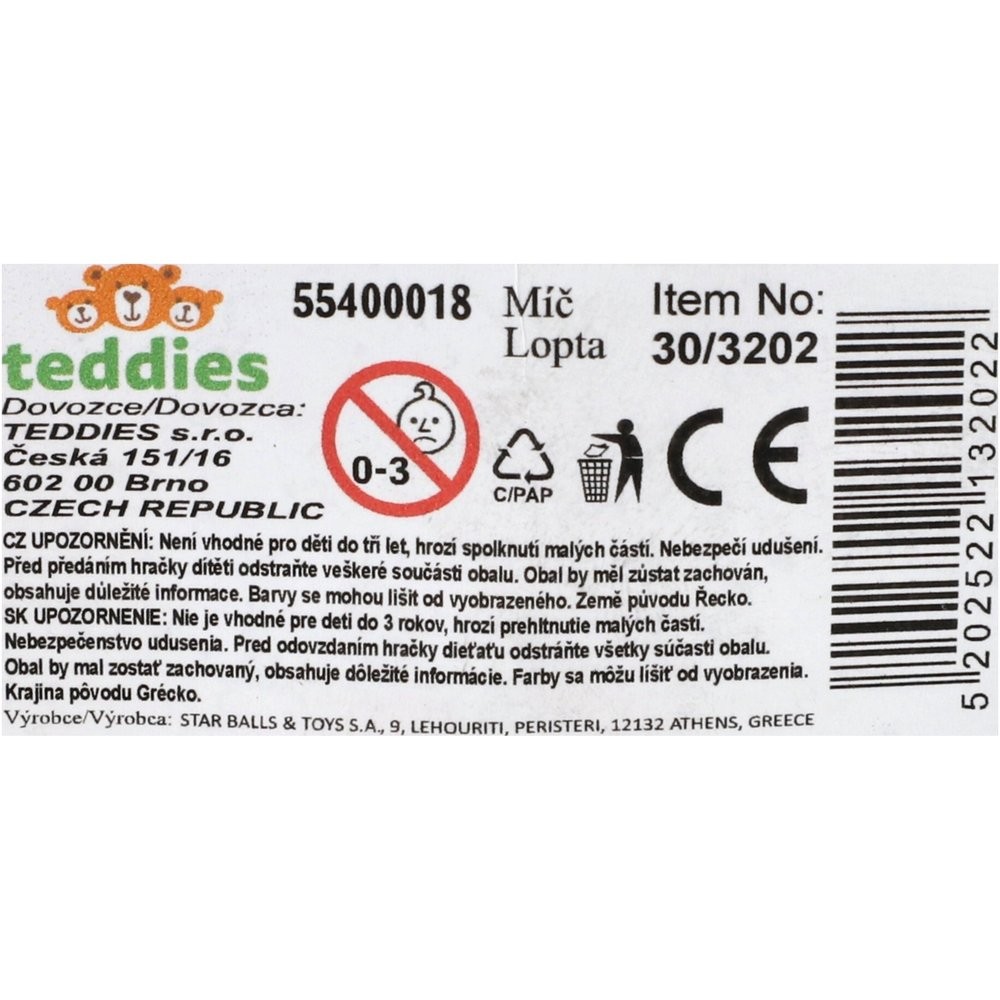 teddies
55400018
Míč
Lopta
Item No:
30/3202
Dovozce/Dovozca:
TEDDIES s.r.o.
Česká 151/16
602 00 Brno
CZECH REPUBLIC
0-3
C/PAP
CE
CZ UPOZORNĚNÍ: Není vhodné pro děti do tří let, hrozí spolknutí malých částí. Nebezpečí udušení.
Před předáním hračky dítěti odstraňte veškeré součásti obalu. Obal by měl zůstat zachován,
obsahuje důležité informace. Barvy se mohou lišit od vyobrazeného. Země původu Řecko.
SK UPOZORNENIE: Nie je vhodné pre deti do 3 rokov, hrozí prehltnutie malých častí.
Nebezpečenstvo udusenia. Pred odovzdaním hračky dieťaťu odstráňte všetky súčasti obalu.
Obal by mal zostať zachovaný, obsahuje dôležité informácie. Farby sa môžu líšiť od vyobrazenia.
Krajina pôvodu Grécko.
Výrobce/Výrobca: STAR BALLS & TOYS S.A., 9, LEHOURITI, PERISTERI, 12132 ATHENS, GREECE
5 202522 132022